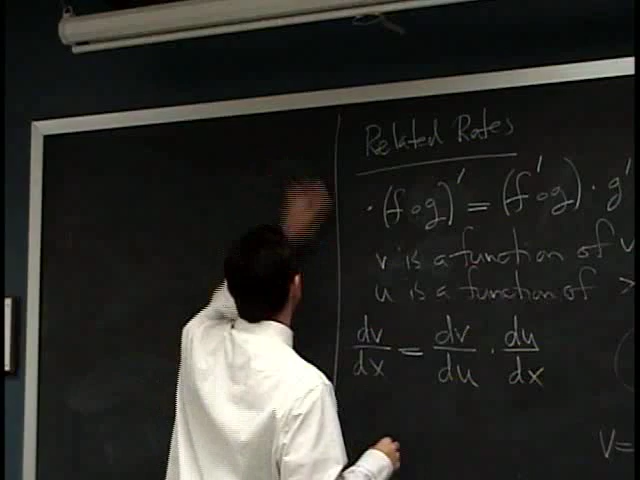 Related Rates
· (f∘g)' = (f'∘g) · g'
v is a function of
u is a function of
dv/dx = dv/du · du/dx
V=